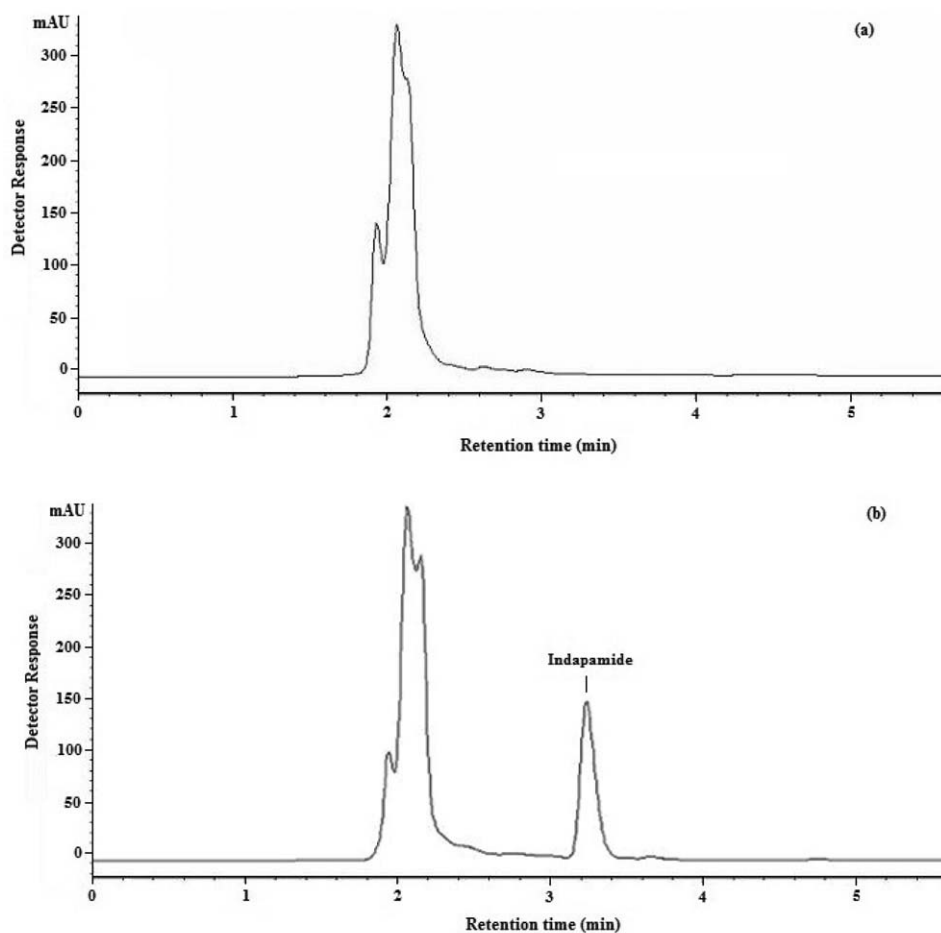 mAU
(a)
300
250
200
150
100
50
0
Detector Response
0 1 2 3 4 5
Retention time (min)
mAU
(b)
300
250
200
150
100
50
0
Detector Response
Indapamide
0 1 2 3 4 5
Retention time (min)